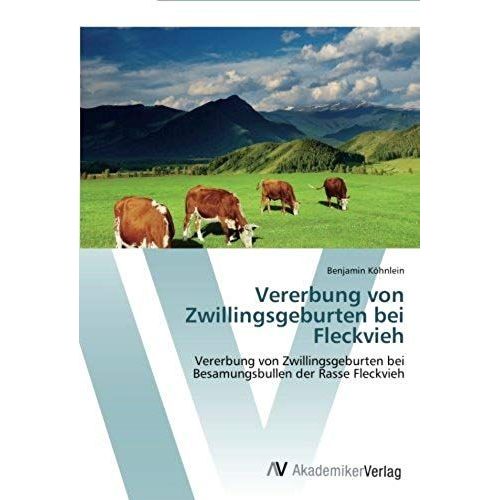 Benjamin Köhnlein
Vererbung von
Zwillingsgeburten bei
Fleckvieh
Vererbung von Zwillingsgeburten bei
Besamungsbullen der Rasse Fleckvieh
AV AkademikerVerlag